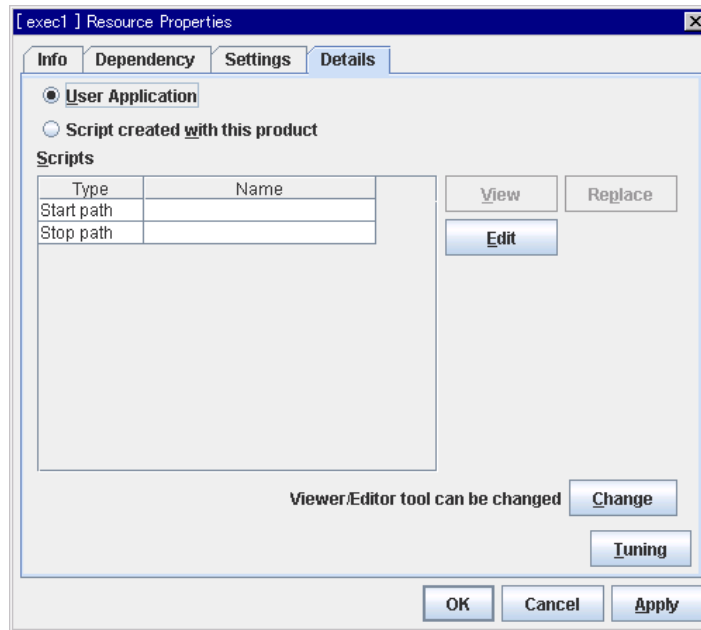 [ exec1 ] Resource Properties
Info Dependency Settings Details
User Application
Script created with this product
Scripts
Type Name
Start path
Stop path
View Replace
Edit
Viewer/Editor tool can be changed Change
Tuning
OK Cancel Apply